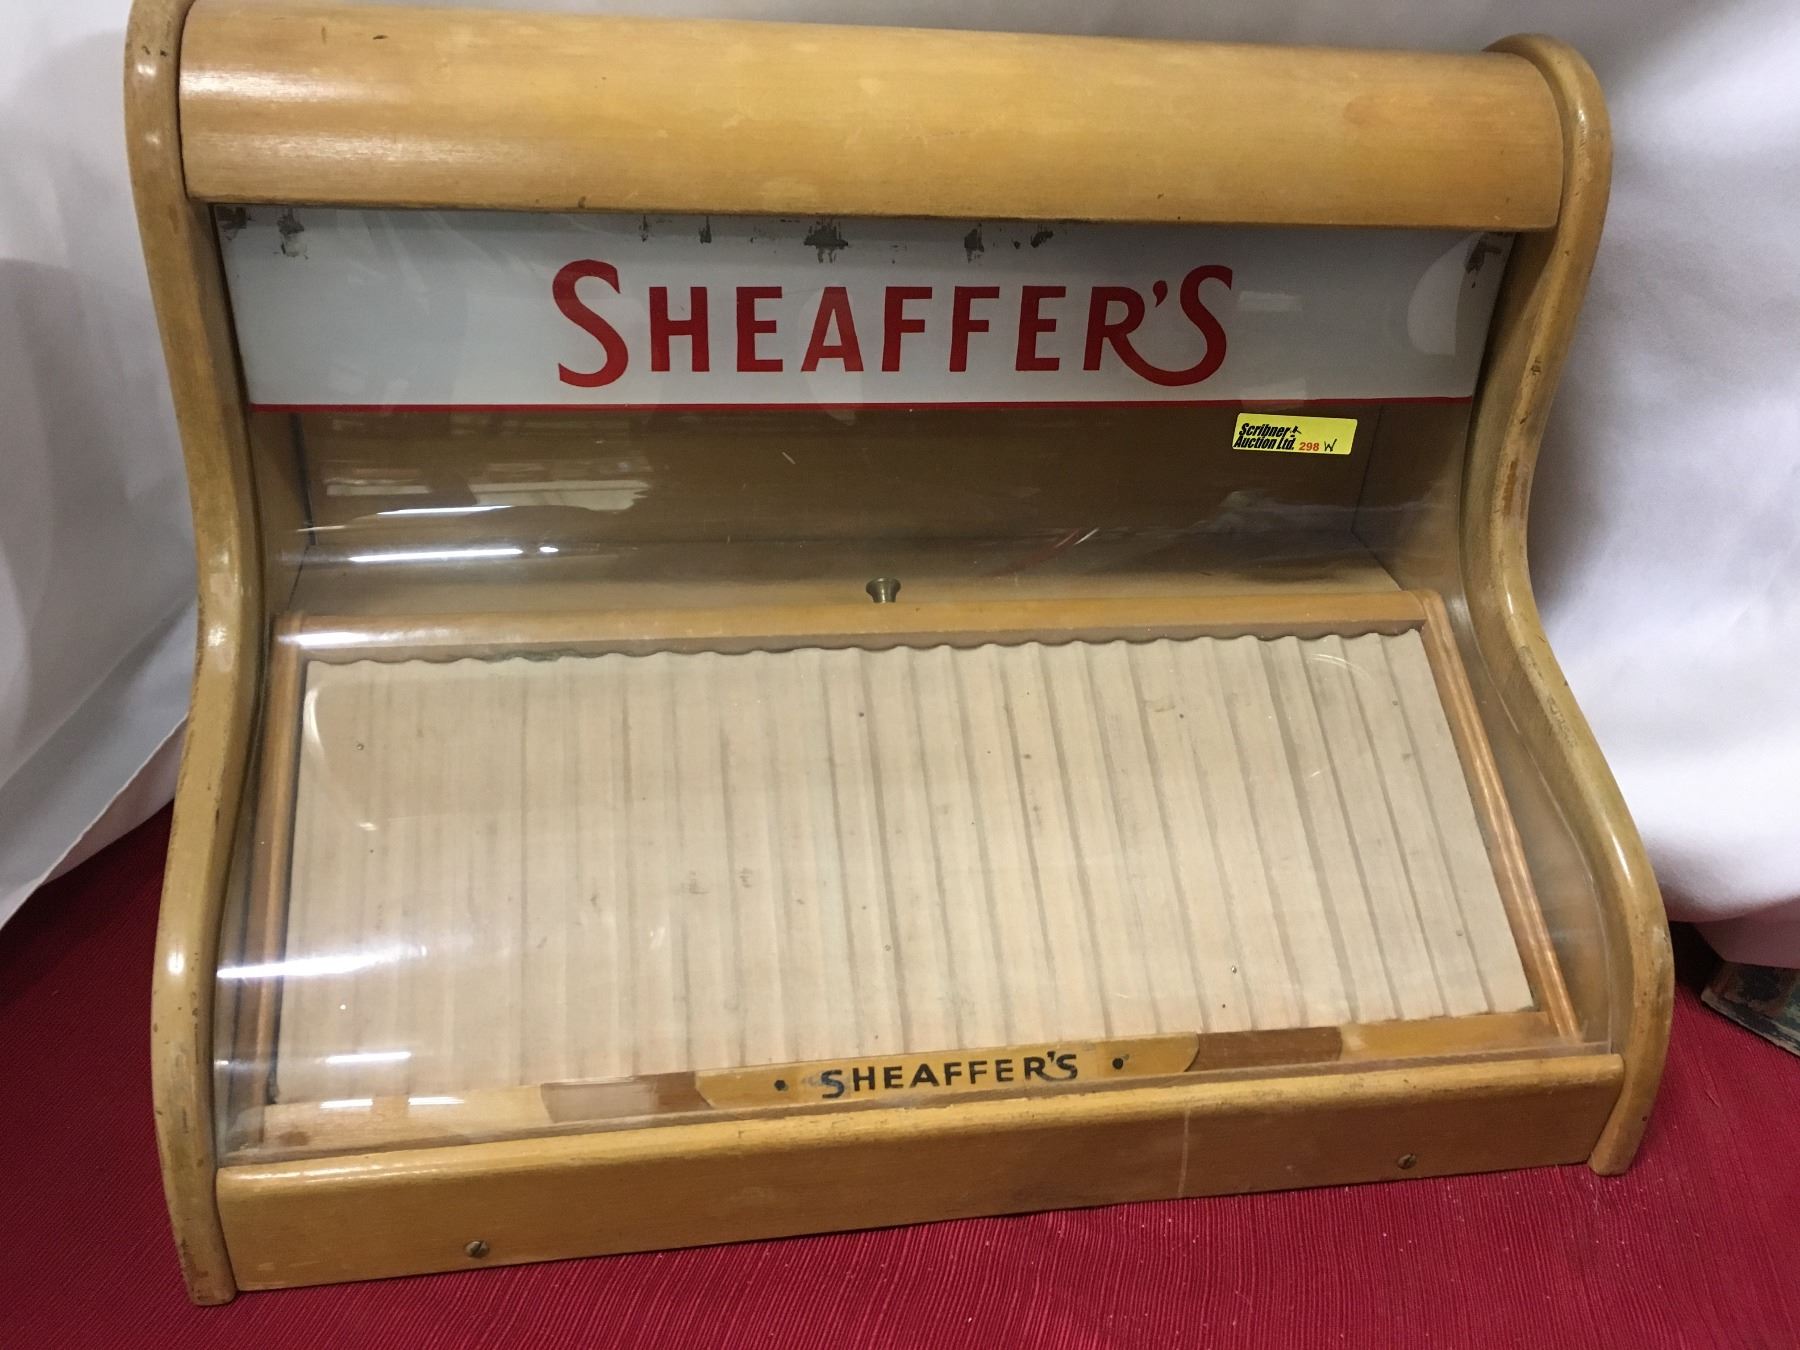 SHEAFFER'S
Scribner
Auction Ltd. 298 W
• SHEAFFER'S •